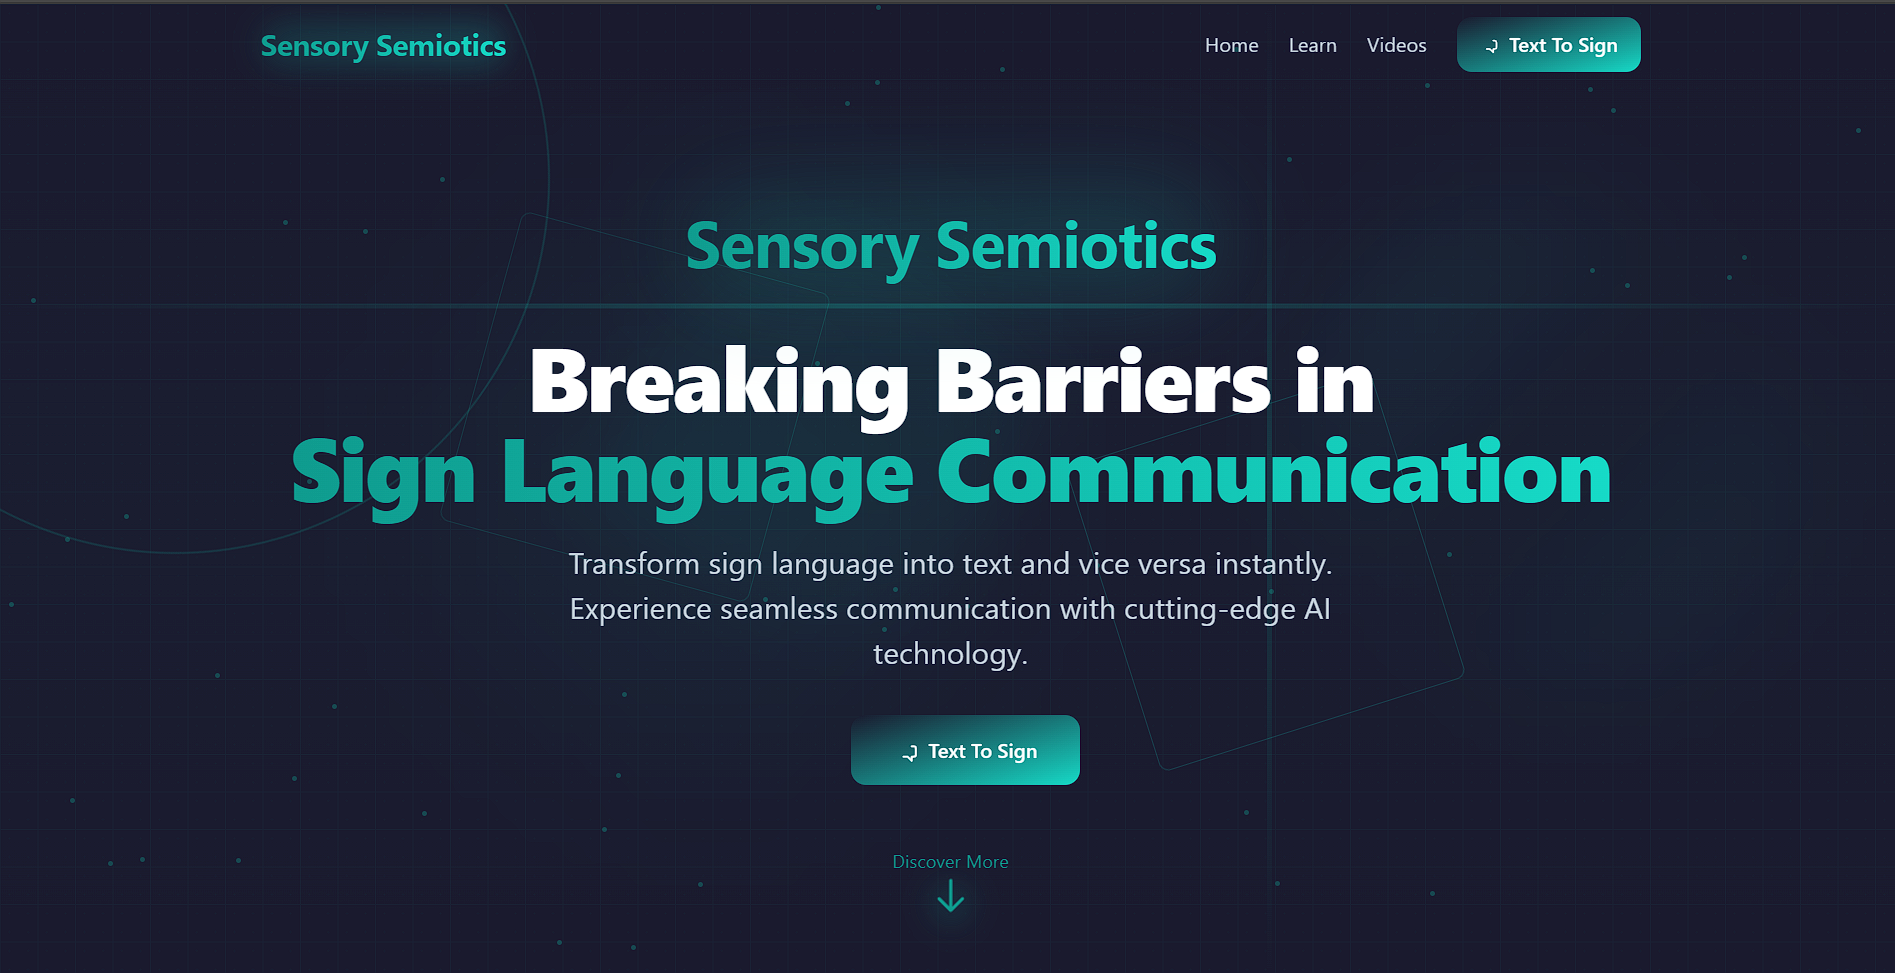 Sensory Semiotics
Home Learn Videos Text To Sign
Sensory Semiotics
Breaking Barriers in
Sign Language Communication
Transform sign language into text and vice versa instantly.
Experience seamless communication with cutting-edge AI
technology.
Text To Sign
Discover More